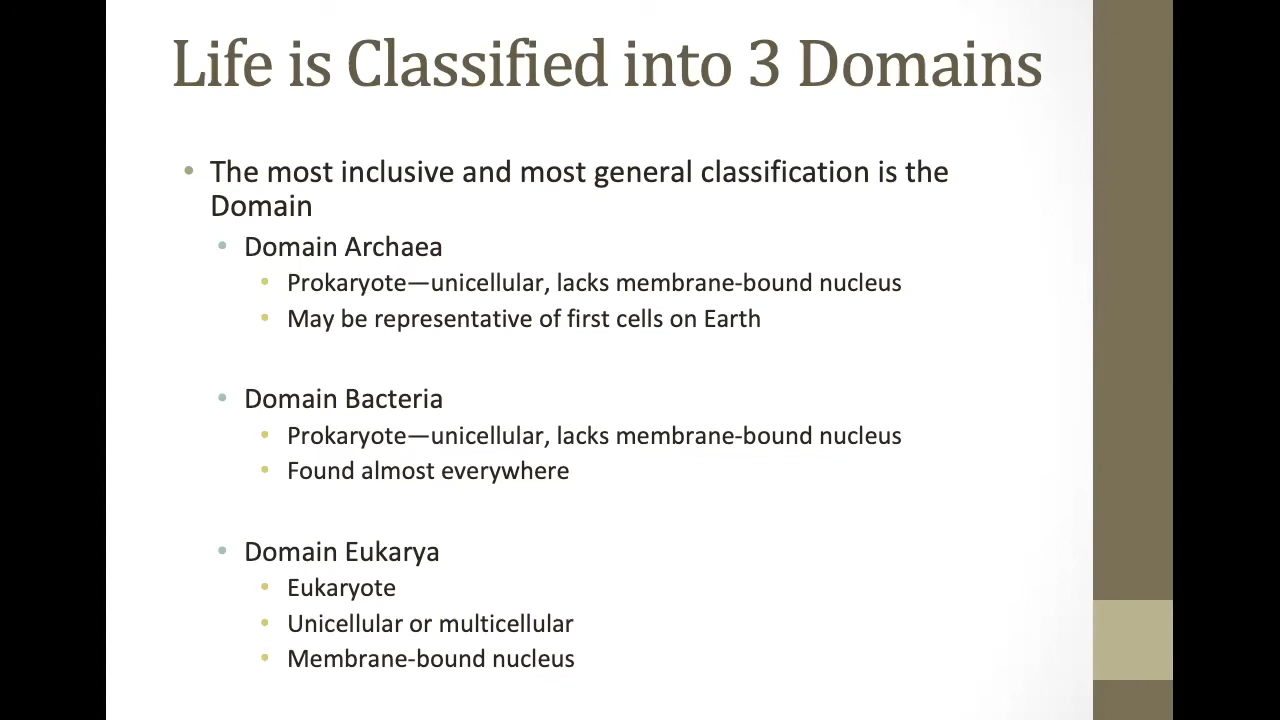 Life is Classified into 3 Domains
• The most inclusive and most general classification is the
Domain
• Domain Archaea
• Prokaryote—unicellular, lacks membrane-bound nucleus
• May be representative of first cells on Earth
• Domain Bacteria
• Prokaryote—unicellular, lacks membrane-bound nucleus
• Found almost everywhere
• Domain Eukarya
• Eukaryote
• Unicellular or multicellular
• Membrane-bound nucleus